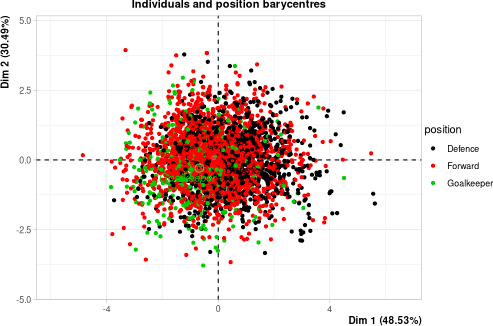 Individuals and position barycentres
Dim 2 (30.49%)
5.0
2.5
0.0
-2.5
-5.0
-4
0
4
Dim 1 (48.53%)
position
Defence
Forward
Goalkeeper